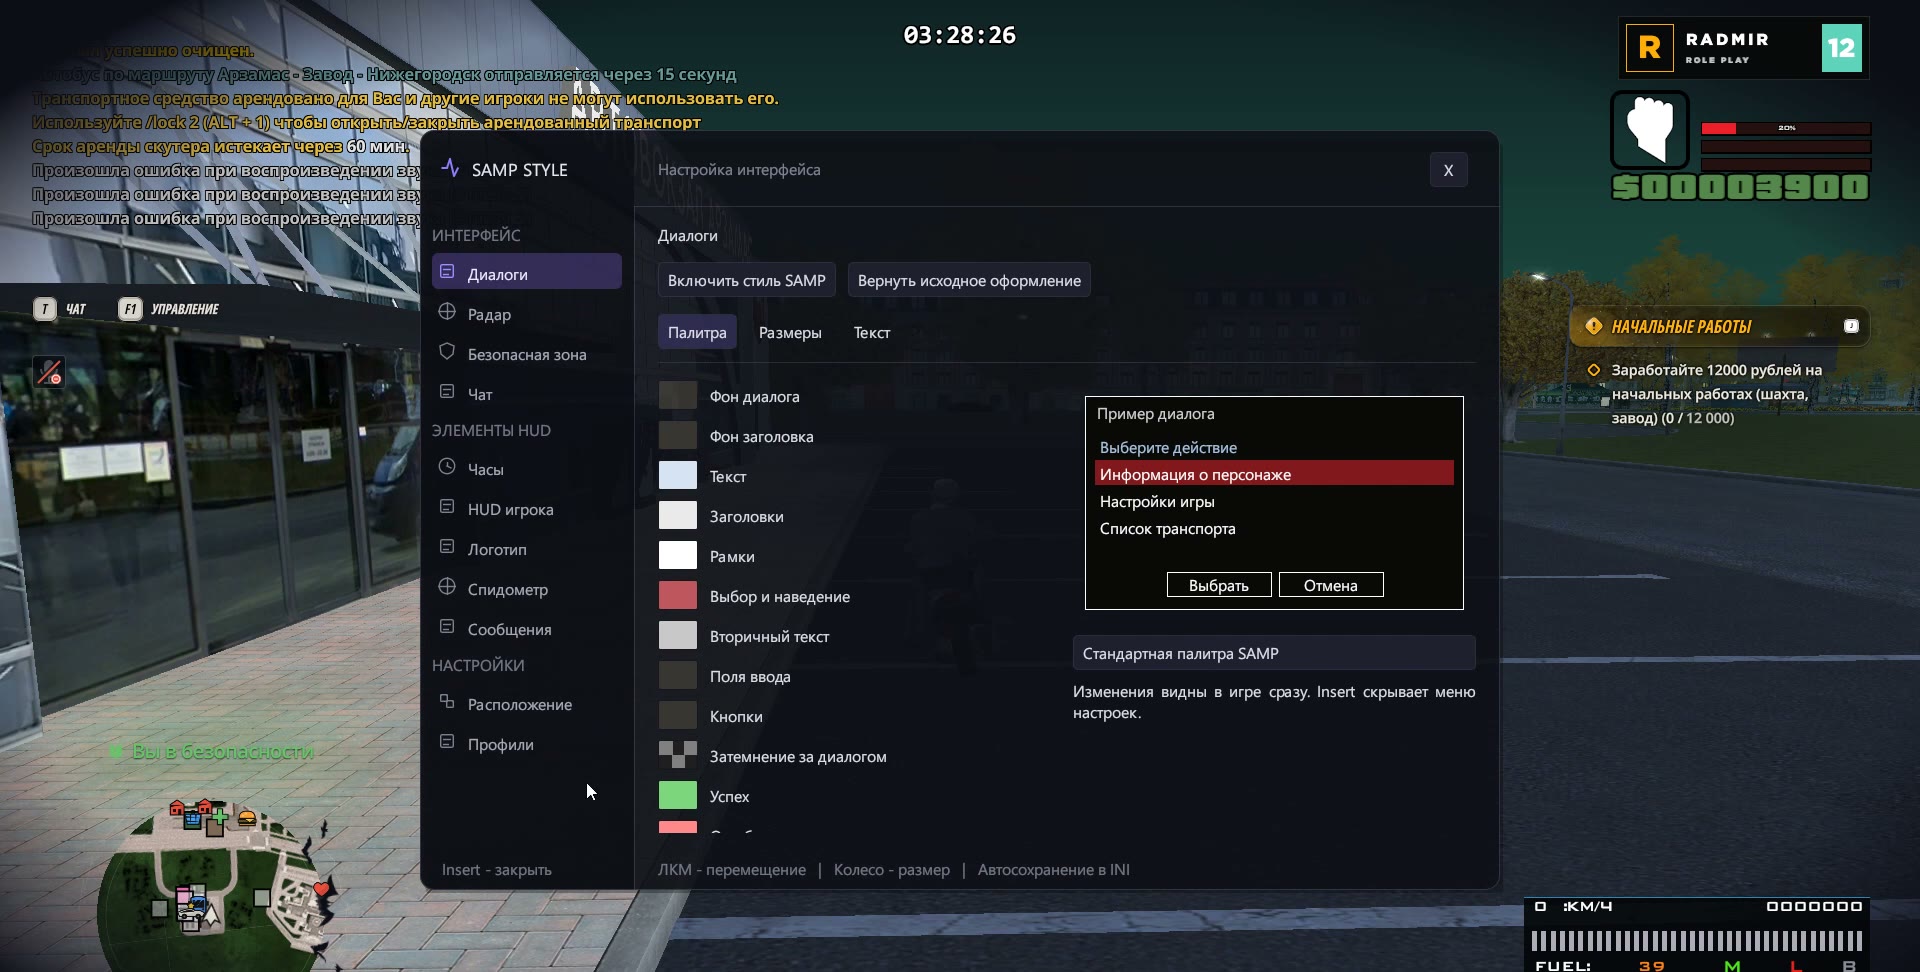 успешно очищен.
03:28:26
RADMIR
ROLE PLAY
12
R
Автобус по маршруту Арзамас - Завод - Нижегородск отправляется через 15 секунд
Транспортное средство арендовано для Вас и другие игроки не могут использовать его.
Используйте /lock 2 (ALT + 1) чтобы открыть/закрыть арендованный транспорт
Срок аренды скутера истекает через 60 мин.
Произошла ошибка при воспроизведении
Произошла ошибка при воспроизведении
Произошла ошибка при воспроизведении
20%
$00003900
T ЧАТ F1 УПРАВЛЕНИЕ
SAMP STYLE
ИНТЕРФЕЙС
Диалоги
Радар
Безопасная зона
Чат
ЭЛЕМЕНТЫ HUD
Часы
HUD игрока
Логотип
Спидометр
Сообщения
НАСТРОЙКИ
Расположение
Профили
Insert - закрыть
Настройка интерфейса
X
Диалоги
Включить стиль SAMP
Вернуть исходное оформление
Палитра
Размеры
Текст
Фон диалога
Фон заголовка
Текст
Заголовки
Рамки
Выбор и наведение
Вторичный текст
Поля ввода
Кнопки
Затемнение за диалогом
Успех
Пример диалога
Выберите действие
Информация о персонаже
Настройки игры
Список транспорта
Выбрать
Отмена
Стандартная палитра SAMP
Изменения видны в игре сразу. Insert скрывает меню
настроек.
ЛКМ - перемещение | Колесо - размер | Автосохранение в INI
НАЧАЛЬНЫЕ РАБОТЫ
J
Заработайте 12000 рублей на
начальных работах (шахта,
завод) (0 / 12 000)
Вы в безопасности
0 :KM/Ч 0000000
FUEL: 39 M L B